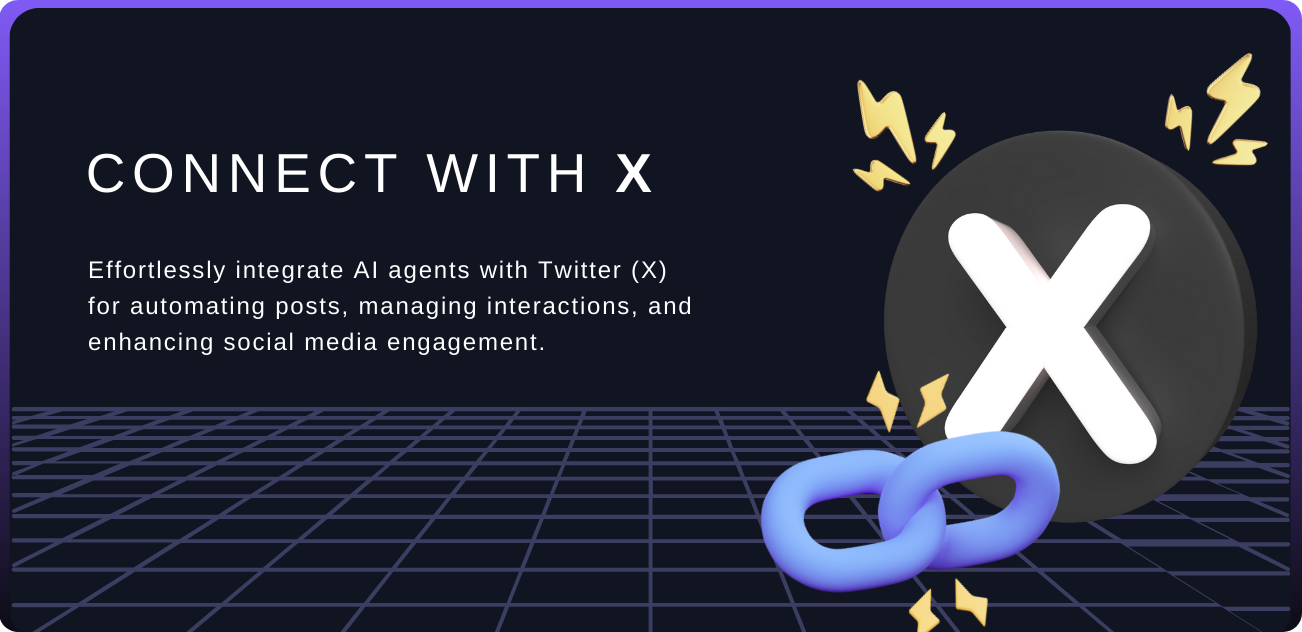 CONNECT WITH X
Effortlessly integrate AI agents with Twitter (X)
for automating posts, managing interactions, and
enhancing social media engagement.
X